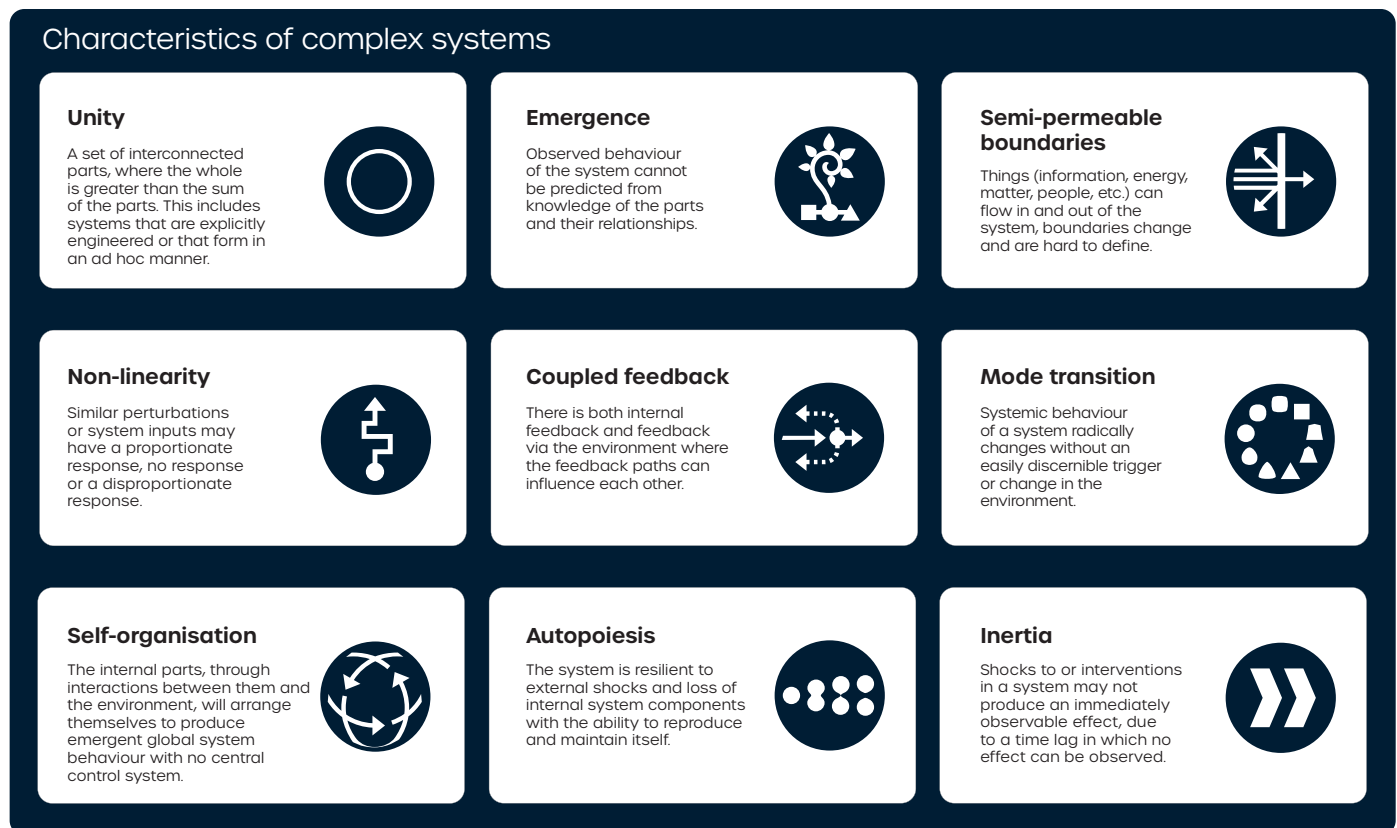 Characteristics of complex systems
Unity
A set of interconnected
parts, where the whole
is greater than the sum
of the parts. This includes
systems that are explicitly
engineered or that form in
an ad hoc manner.
Emergence
Observed behaviour
of the system cannot
be predicted from
knowledge of the parts
and their relationships.
Semi-permeable
boundaries
Things (information, energy,
matter, people, etc.) can
flow in and out of the
system, boundaries change
and are hard to define.
Non-linearity
Similar perturbations
or system inputs may
have a proportionate
response, no response
or a disproportionate
response.
Coupled feedback
There is both internal
feedback and feedback
via the environment where
the feedback paths can
influence each other.
Mode transition
Systemic behaviour
of a system radically
changes without an
easily discernible trigger
or change in the
environment.
Self-organisation
The internal parts, through
interactions between them and
the environment, will arrange
themselves to produce
emergent global system
behaviour with no central
control system.
Autopoiesis
The system is resilient to
external shocks and loss of
internal system components
with the ability to reproduce
and maintain itself.
Inertia
Shocks to or interventions
in a system may not
produce an immediately
observable effect, due
to a time lag in which no
effect can be observed.